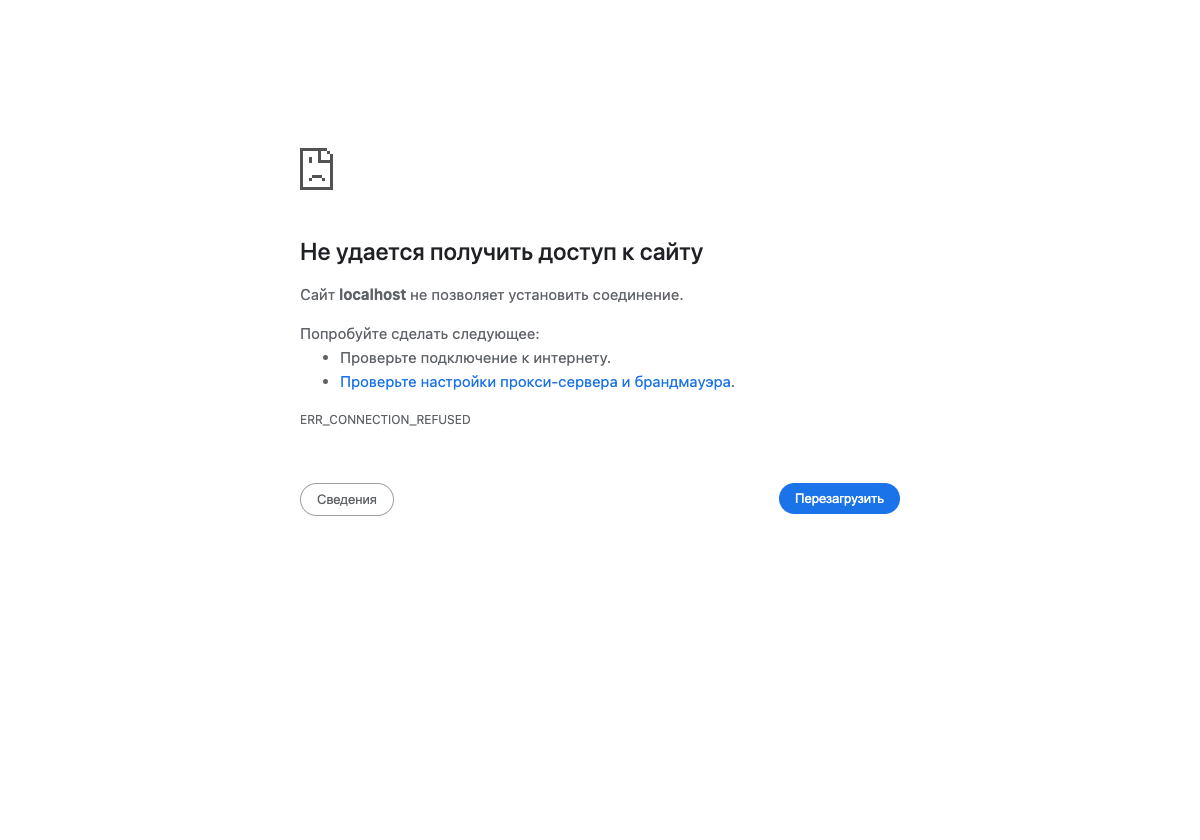 Не удается получить доступ к сайту
Сайт localhost не позволяет установить соединение.
Попробуйте сделать следующее:
• Проверьте подключение к интернету.
• Проверьте настройки прокси-сервера и брандмауэра.
ERR_CONNECTION_REFUSED
Сведения
Перезагрузить